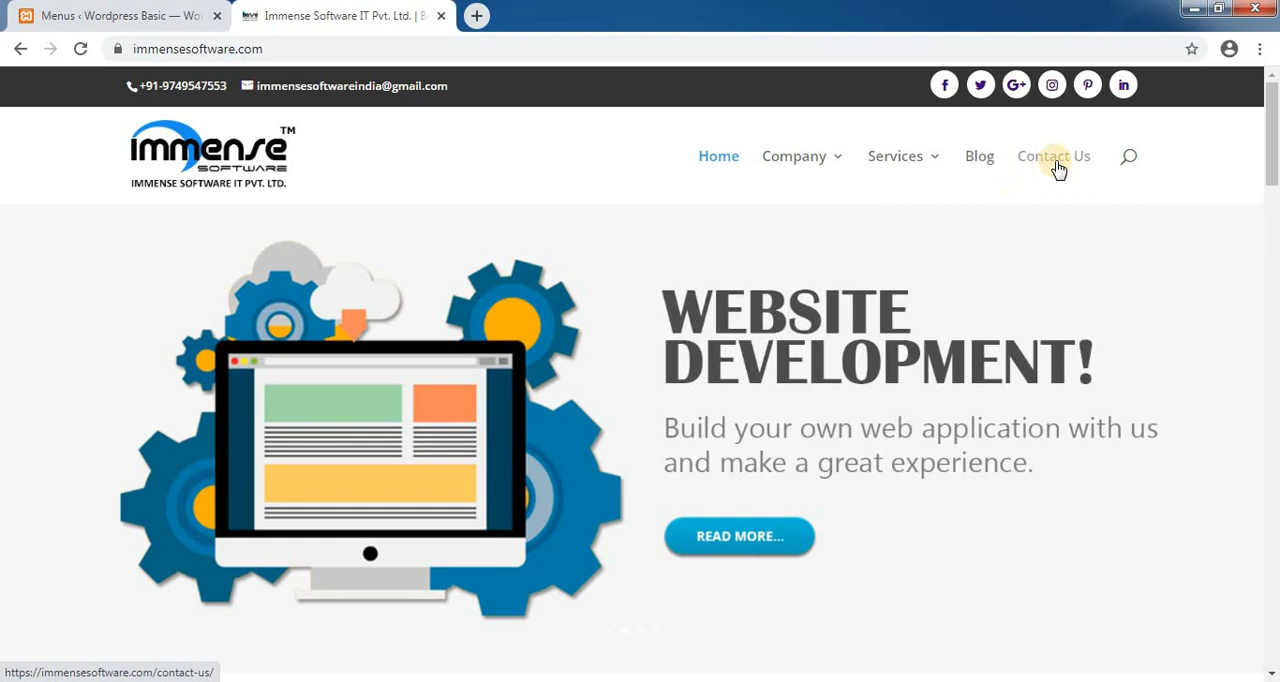 Menus ‹ Wordpress Basic — Wor
Immense Software IT Pvt. Ltd. | B
immensesoftware.com
+91-9749547553 immensesoftwareindia@gmail.com
immense TM
SOFTWARE
IMMENSE SOFTWARE IT PVT. LTD.
Home Company Services Blog Contact Us
WEBSITE
DEVELOPMENT!
Build your own web application with us
and make a great experience.
READ MORE...
https://immensesoftware.com/contact-us/